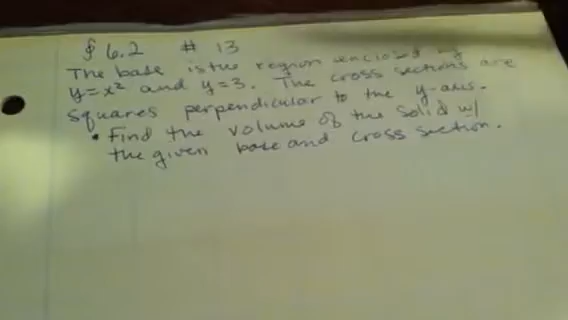 § 6.2 # 13
The base is the region enclosed by
y=x² and y=3. The cross sections are
squares perpendicular to the y-axis.
• Find the volume of the solid w/
the given base and cross section.